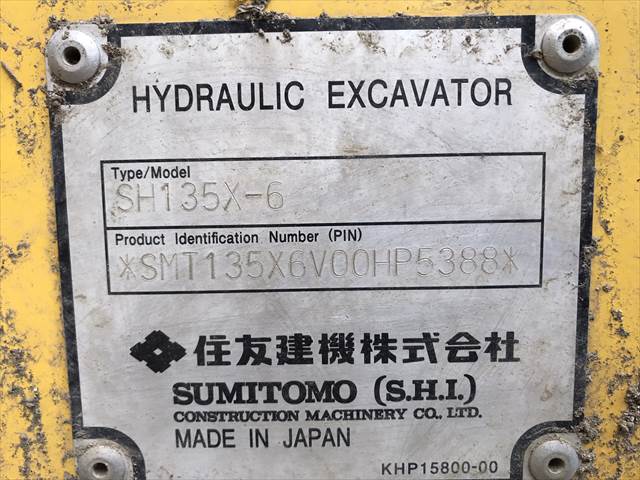 HYDRAULIC EXCAVATOR
Type/Model
SH135X-6
Product Identification Number (PIN)
*SMT135X6V00HP5388*
住友建機株式会社
SUMITOMO (S.H.I.)
CONSTRUCTION MACHINERY CO., LTD.
MADE IN JAPAN
KHP15800-00